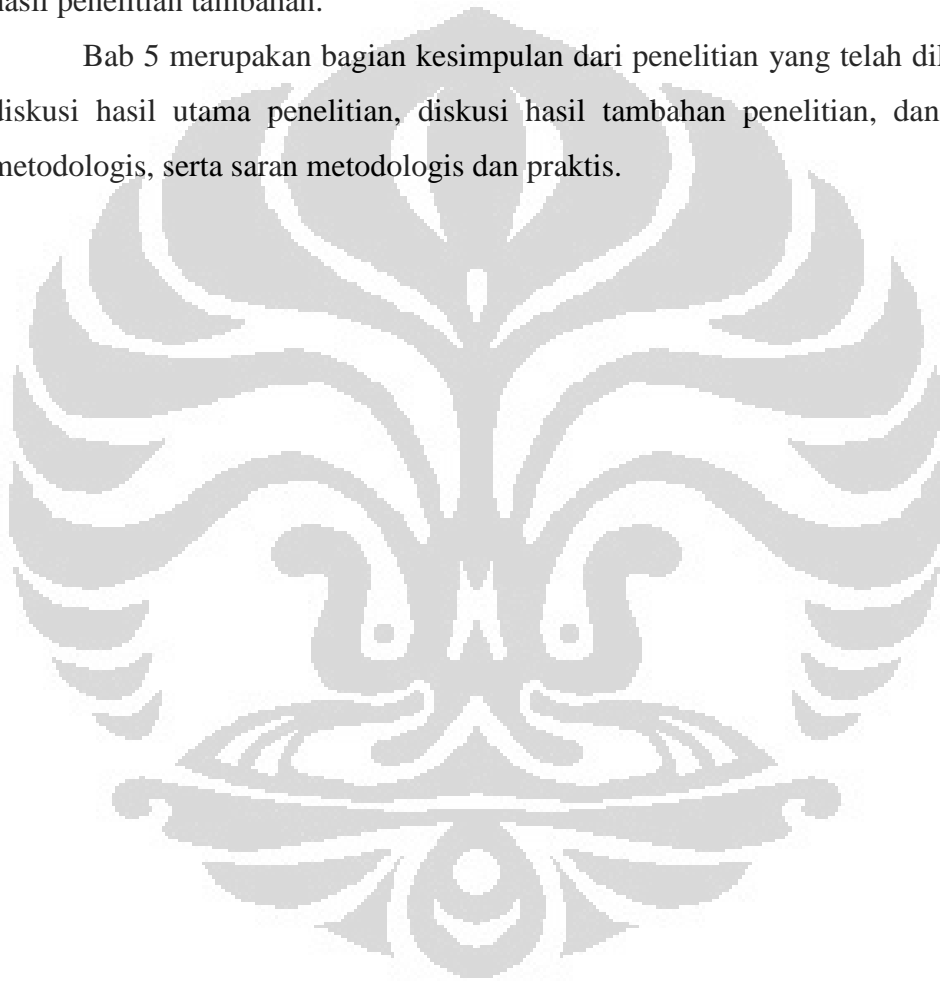 hasil penelitian tambahan.
Bab 5 merupakan bagian kesimpulan dari penelitian yang telah
diskusi hasil utama penelitian, diskusi hasil tambahan penelitian, dan
metodologis, serta saran metodologis dan praktis.